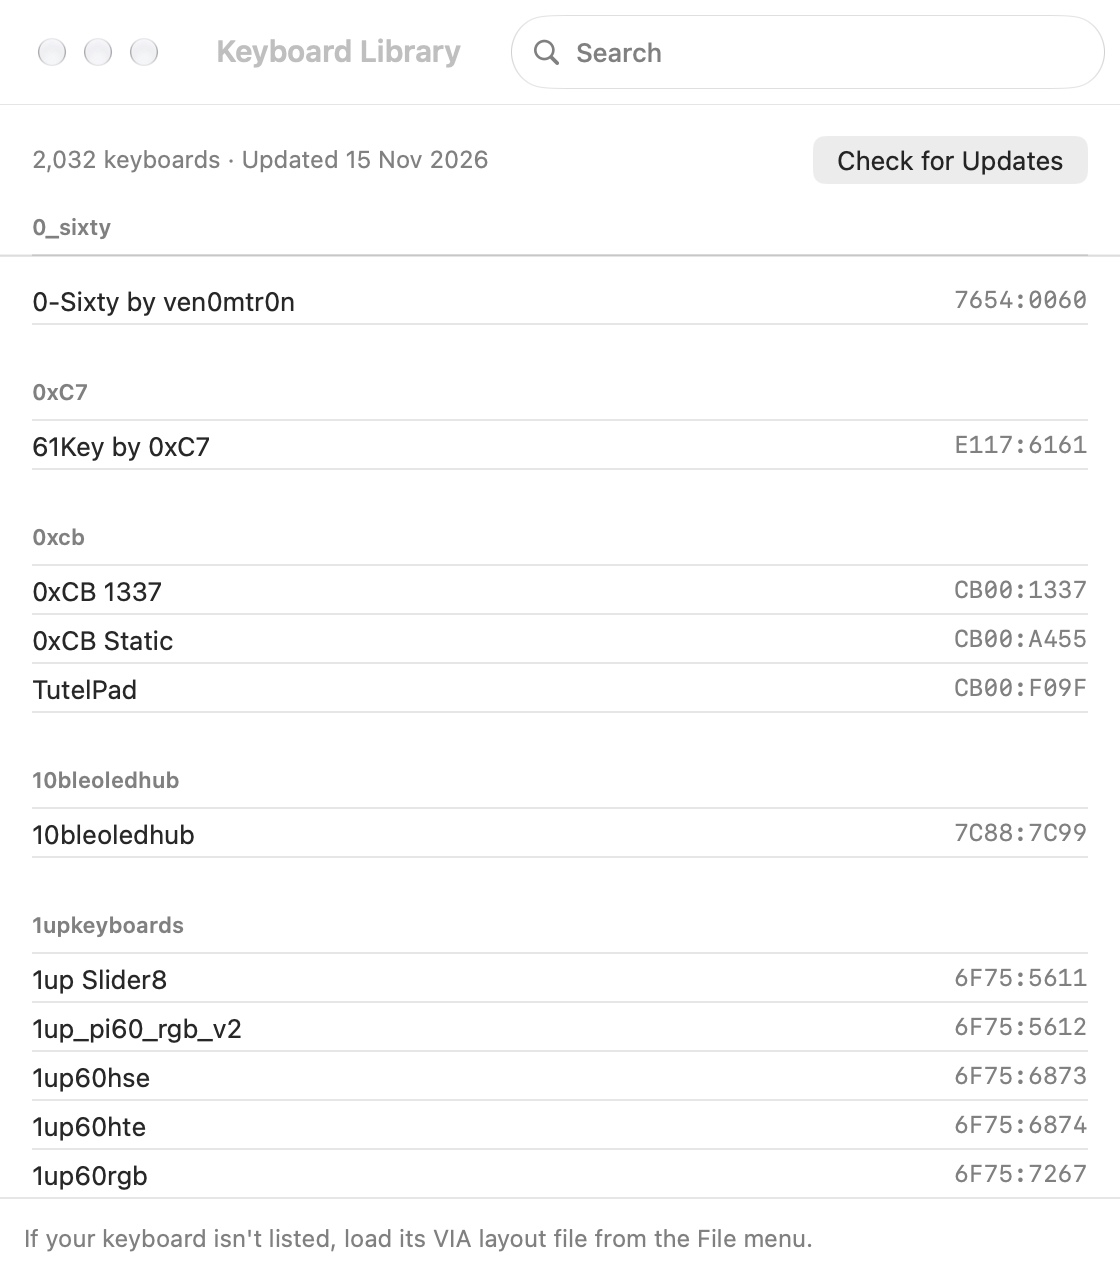 Keyboard Library
Search
2,032 keyboards · Updated 15 Nov 2026
Check for Updates
0_sixty
0-Sixty by ven0mtr0n 7654:0060
0xC7
61Key by 0xC7 E117:6161
0xcb
0xCB 1337 CB00:1337
0xCB Static CB00:A455
TutelPad CB00:F09F
10bleoledhub
10bleoledhub 7C88:7C99
1upkeyboards
1up Slider8 6F75:5611
1up_pi60_rgb_v2 6F75:5612
1up60hse 6F75:6873
1up60hte 6F75:6874
1up60rgb 6F75:7267
If your keyboard isn't listed, load its VIA layout file from the File menu.